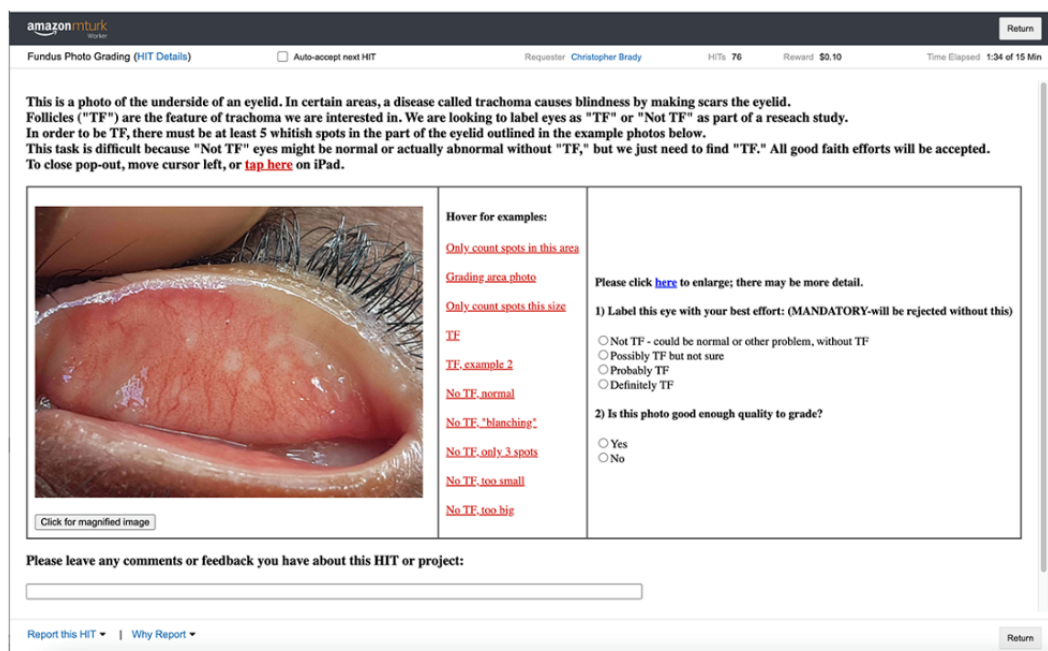 amazonmturk
Worker
Return
Fundus Photo Grading (HIT Details)
Auto-accept next HIT
Requester Christopher Brady
HITs 76
Reward $0.10
Time Elapsed 1:34 of 15 Min
This is a photo of the underside of an eyelid. In certain areas, a disease called trachoma causes blindness by making scars the eyelid.
Follicles ("TF") are the feature of trachoma we are interested in. We are looking to label eyes as "TF" or "Not TF" as part of a reseach study.
In order to be TF, there must be at least 5 whitish spots in the part of the eyelid outlined in the example photos below.
This task is difficult because "Not TF" eyes might be normal or actually abnormal without "TF," but we just need to find "TF." All good faith efforts will be accepted.
To close pop-out, move cursor left, or tap here on iPad.
Click for magnified image
Hover for examples:
Only count spots in this area
Grading area photo
Only count spots this size
TF
TF, example 2
No TF, normal
No TF, "blanching"
No TF, only 3 spots
No TF, too small
No TF, too big
Please click here to enlarge; there may be more detail.
1) Label this eye with your best effort: (MANDATORY-will be rejected without this)
Not TF - could be normal or other problem, without TF
Possibly TF but not sure
Probably TF
Definitely TF
2) Is this photo good enough quality to grade?
Yes
No
Please leave any comments or feedback you have about this HIT or project:
Report this HIT | Why Report
Return